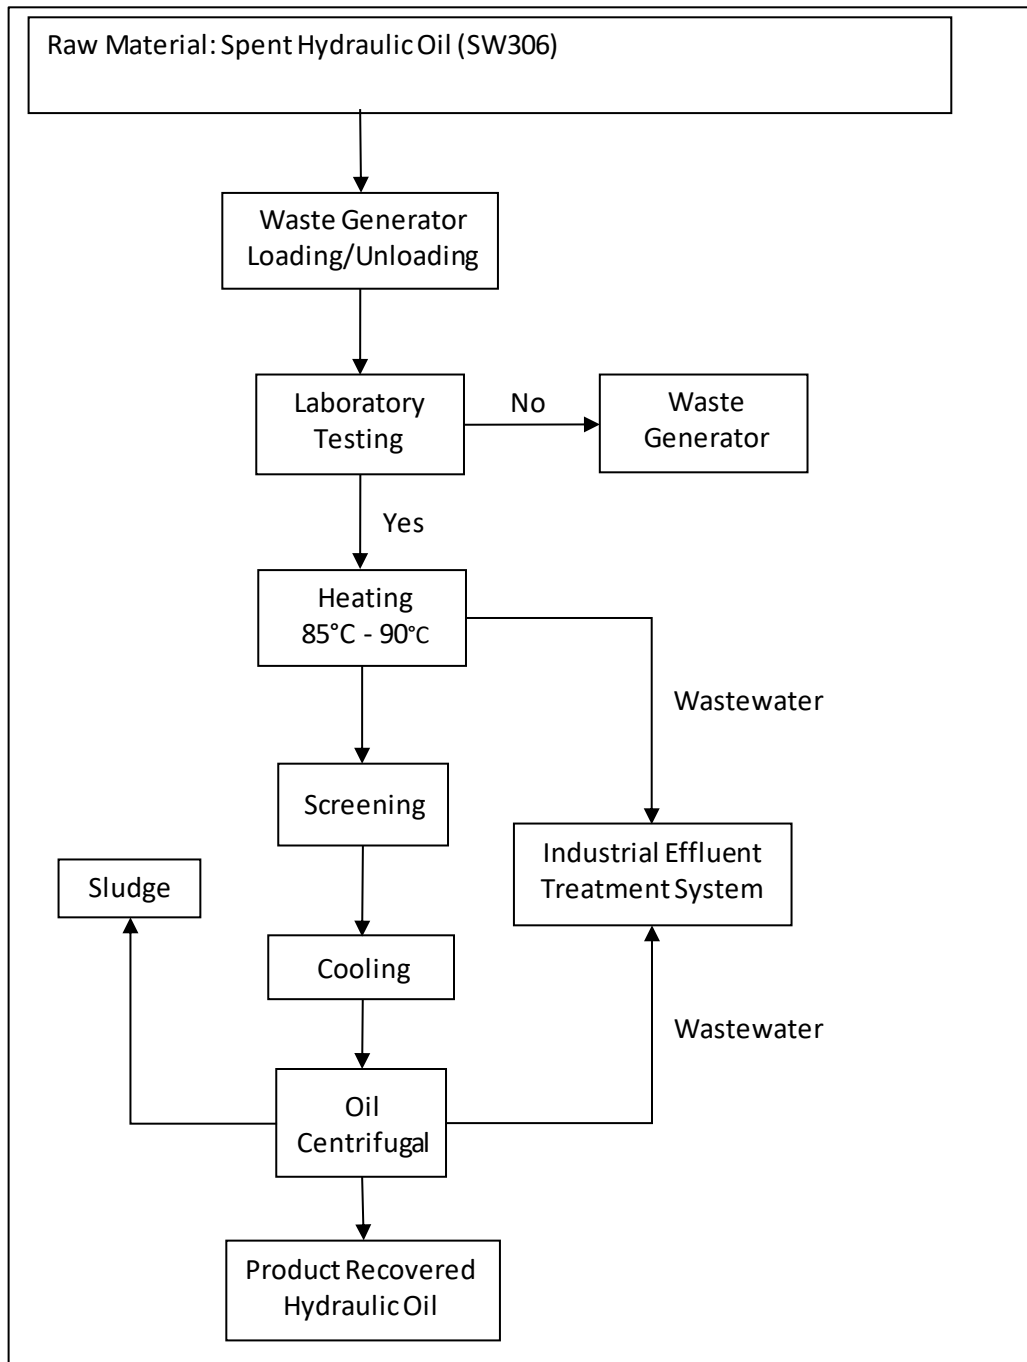 Raw Material: Spent Hydraulic Oil (SW306)
Waste Generator
Loading/Unloading
Laboratory
Testing
No
Waste
Generator
Yes
Heating
85°C - 90°C
Wastewater
Screening
Industrial Effluent
Treatment System
Sludge
Cooling
Wastewater
Oil
Centrifugal
Product Recovered
Hydraulic Oil